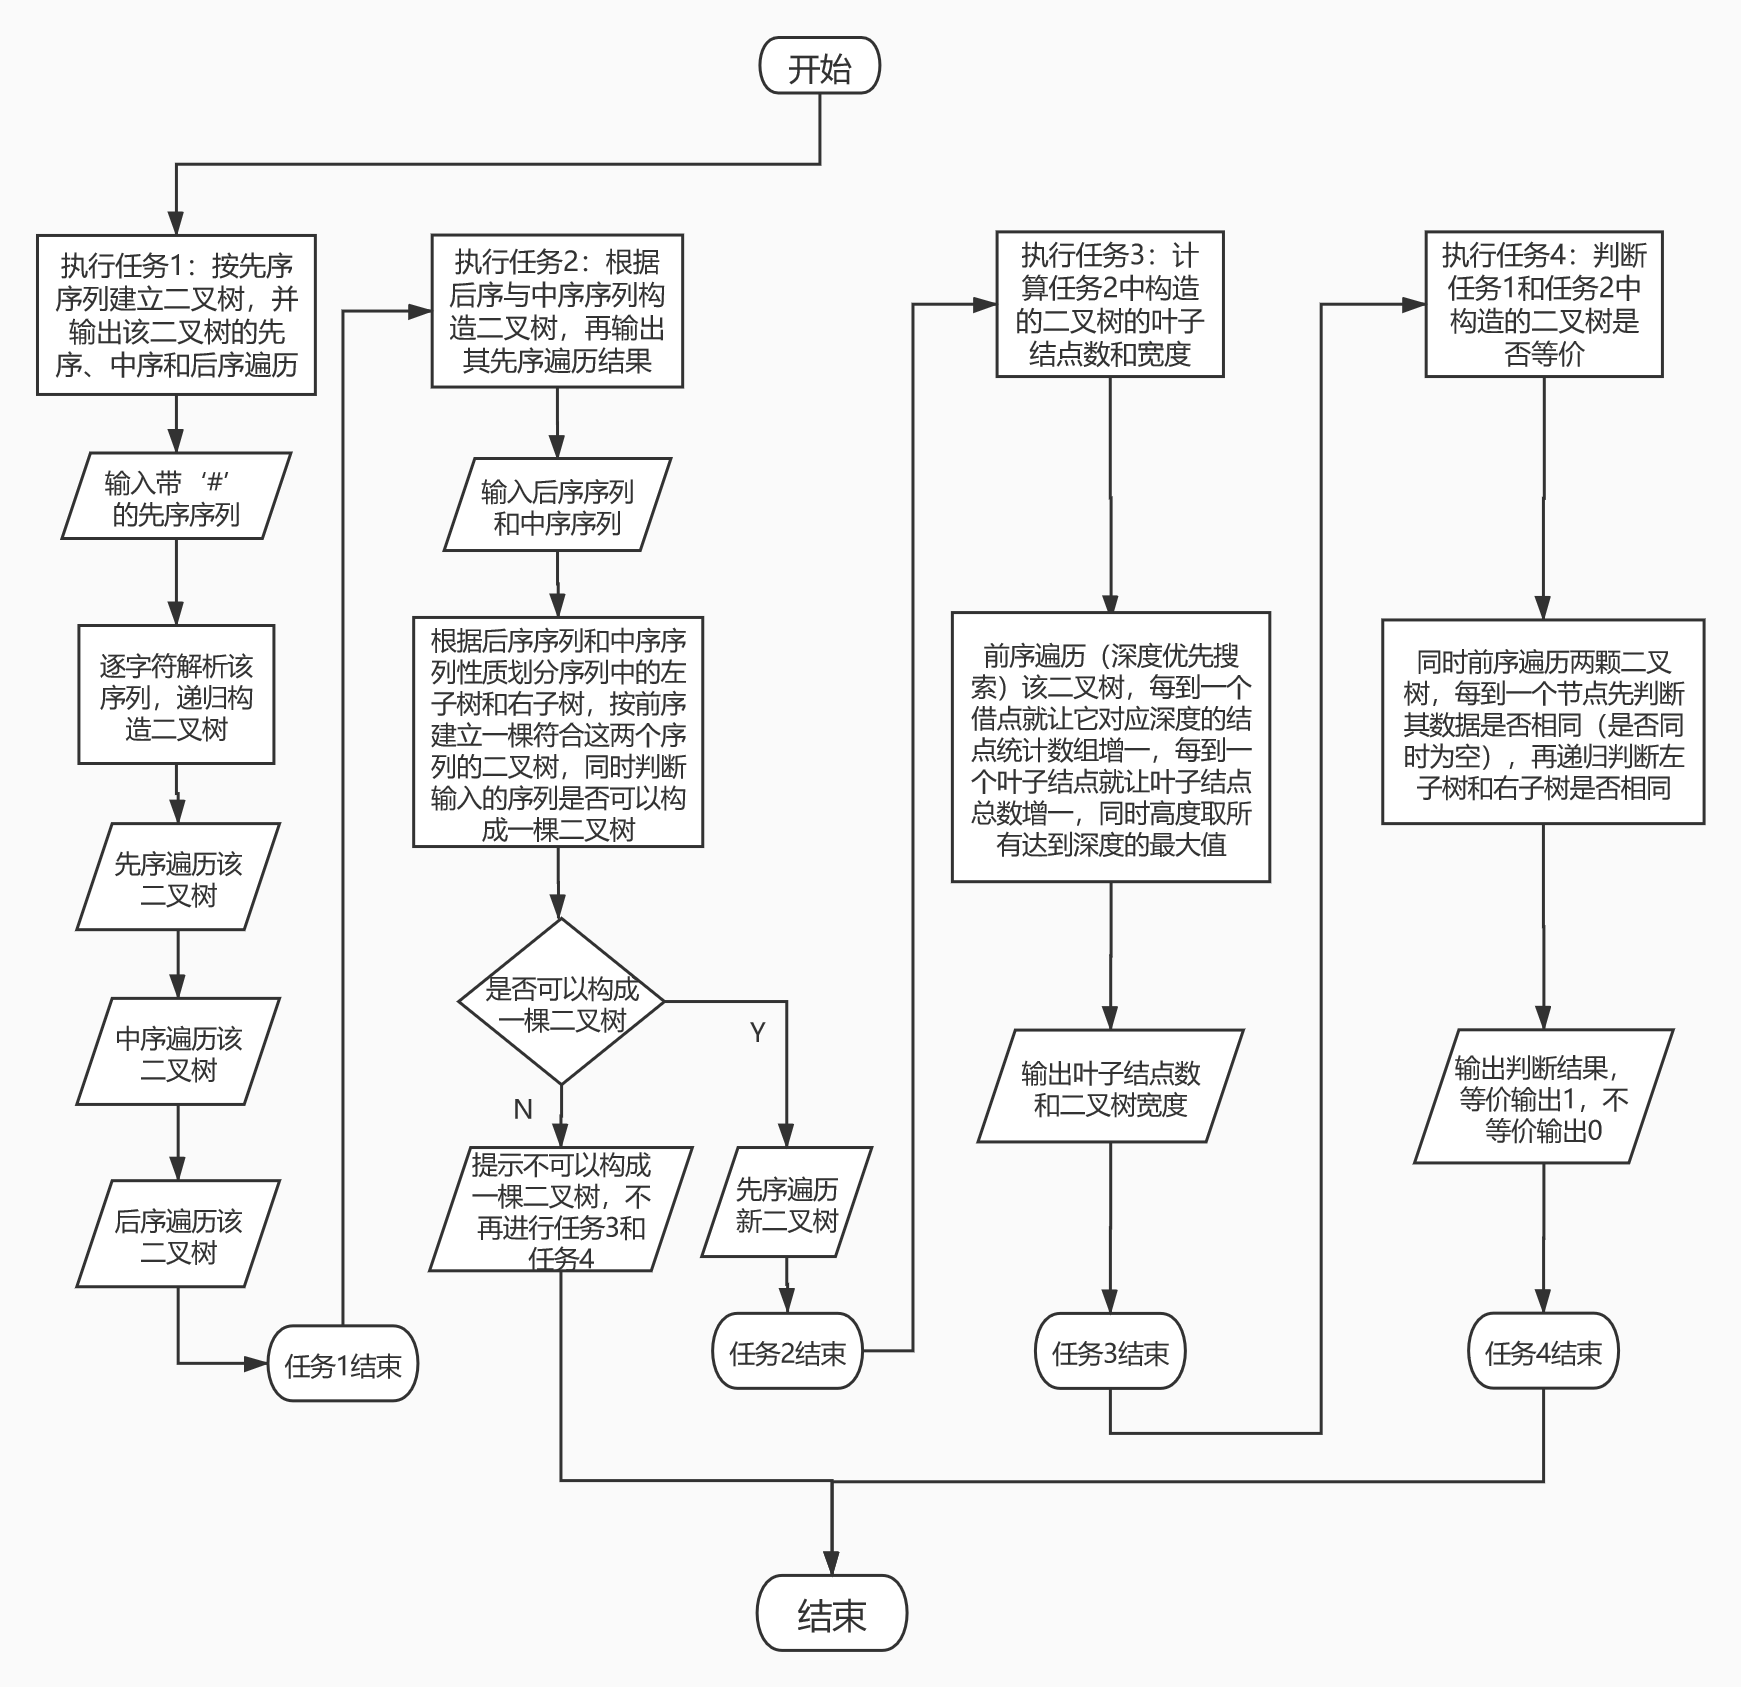 开始
执行任务1：按先序
序列建立二叉树，并
输出该二叉树的先
序、中序和后序遍历
输入带‘#’
的先序序列
逐字符解析该
序列，递归构
造二叉树
先序遍历该
二叉树
中序遍历该
二叉树
后序遍历该
二叉树
任务1结束
执行任务2：根据
后序与中序序列构
造二叉树，再输出
其先序遍历结果
输入后序序列
和中序序列
根据后序序列和中序序
列性质划分序列中的左
子树和右子树，按前序
建立一棵符合这两个序
列的二叉树，同时判断
输入的序列是否可以构
成一棵二叉树
是否可以构成
一棵二叉树
Y
N
提示不可以构成
一棵二叉树，不
再进行任务3和
任务4
先序遍历
新二叉树
任务2结束
执行任务3：计
算任务2中构造
的二叉树的叶子
结点数和宽度
前序遍历（深度优先搜
索）该二叉树，每到一个
借点就让它对应深度的结
点统计数组增一，每到一
个叶子结点就让叶子结点
总数增一，同时高度取所
有达到深度的最大值
输出叶子结点数
和二叉树宽度
任务3结束
执行任务4：判断
任务1和任务2中
构造的二叉树是
否等价
同时前序遍历两颗二叉
树，每到一个节点先判断
其数据是否相同（是否同
时为空），再递归判断左
子树和右子树是否相同
输出判断结果，
等价输出1，不
等价输出0
任务4结束
结束